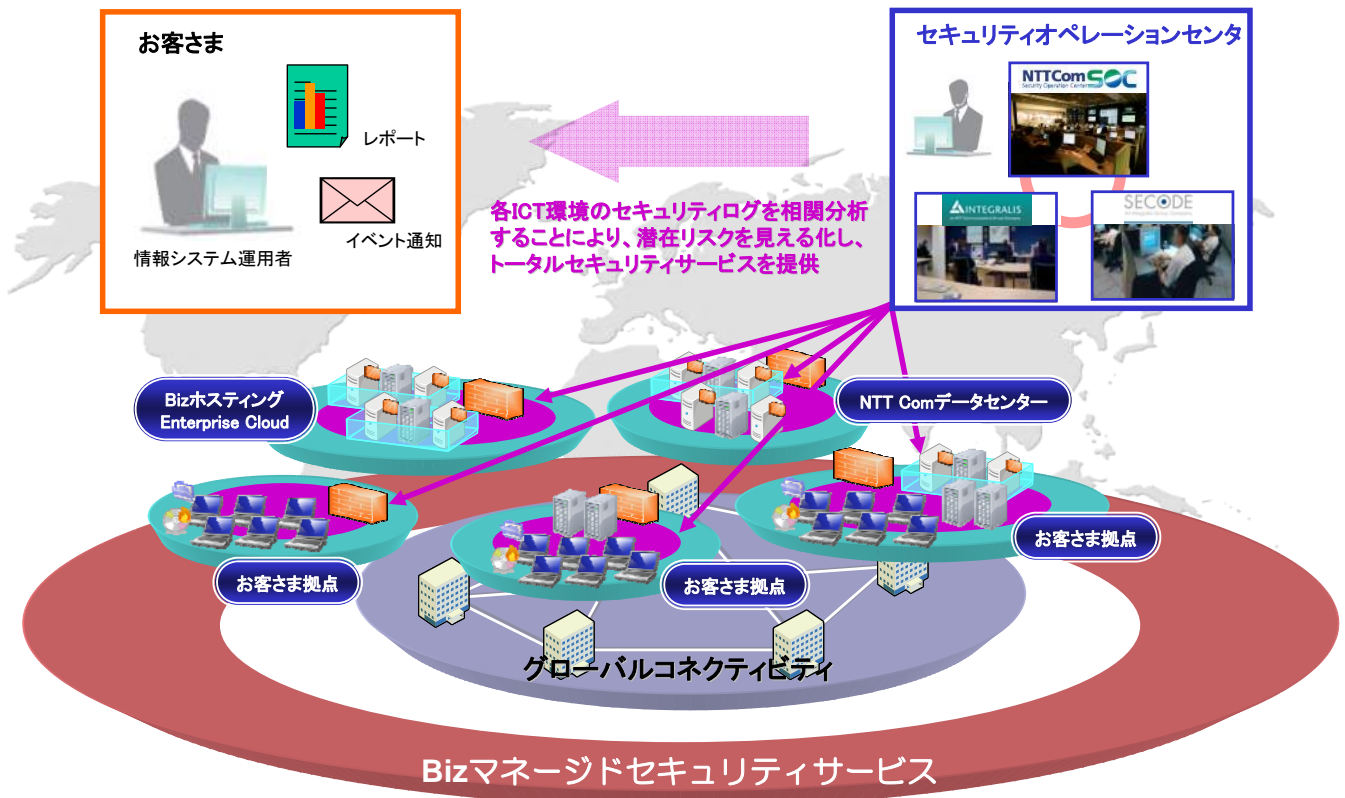 お客さま
レポート
イベント通知
情報システム運用者
各ICT環境のセキュリティログを相関分析
することにより、潜在リスクを見える化し、
トータルセキュリティサービスを提供
セキュリティオペレーションセンタ
NTTCom SOC
Security Operation Center
INTEGRALIS
SECODE
Bizホスティング
Enterprise Cloud
NTT Comデータセンター
お客さま拠点
お客さま拠点
お客さま拠点
グローバルコネクティビティ
Bizマネージドセキュリティサービス